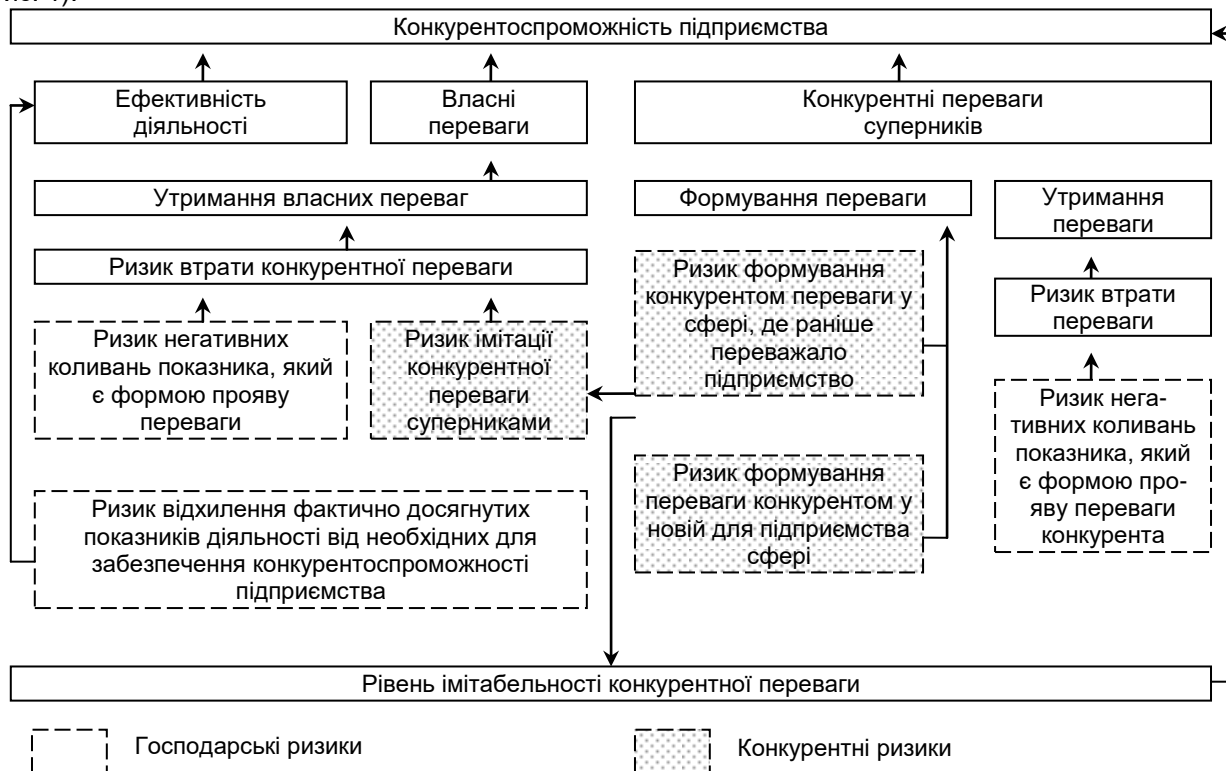 Конкурентоспроможність підприємства
Ефективність
діяльності
Власні
переваги
Конкурентні переваги
суперників
Утримання власних переваг
Формування переваги
Утримання
переваги
Ризик втрати конкурентної переваги
Ризик формування
конкурентом переваги у
сфері, де раніше
переважало
підприємство
Ризик втрати
переваги
Ризик негативних
коливань показника, який
є формою прояву
переваги
Ризик імітації
конкурентної
переваги
суперниками
Ризик нега-
тивних коливань
показника, який
є формою про-
яву переваги
конкурента
Ризик формування
переваги конкурентом у
новій для підприємства
сфері
Ризик відхилення фактично досягнутих
показників діяльності від необхідних для
забезпечення конкурентоспроможності
підприємства
Рівень імітабельності конкурентної переваги
Господарські ризики
Конкурентні ризики